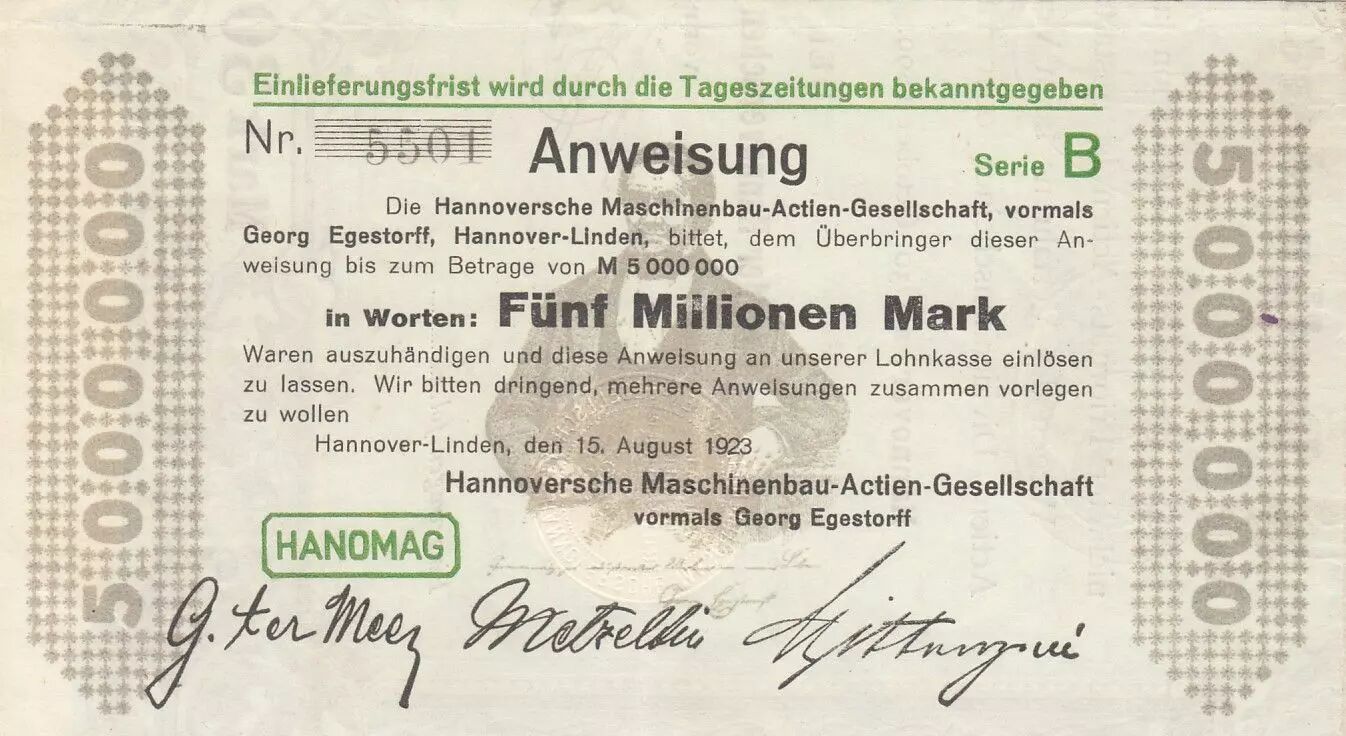 Einlieferungsfrist wird durch die Tageszeitungen bekanntgegeben
Nr. 5501 Anweisung Serie B
Die Hannoversche Maschinenbau-Actien-Gesellschaft, vormals
Georg Egestorff, Hannover-Linden, bittet, dem Überbringer dieser An-
weisung bis zum Betrage von M 5 000 000
in Worten: Fünf Millionen Mark
Waren auszuhändigen und diese Anweisung an unserer Lohnkasse einlösen
zu lassen. Wir bitten dringend, mehrere Anweisungen zusammen vorlegen
zu wollen
Hannover-Linden, den 15. August 1923
Hannoversche Maschinenbau-Actien-Gesellschaft
vormals Georg Egestorff
HANOMAG
G. ter Meer Metzeltin
5000000
5000000